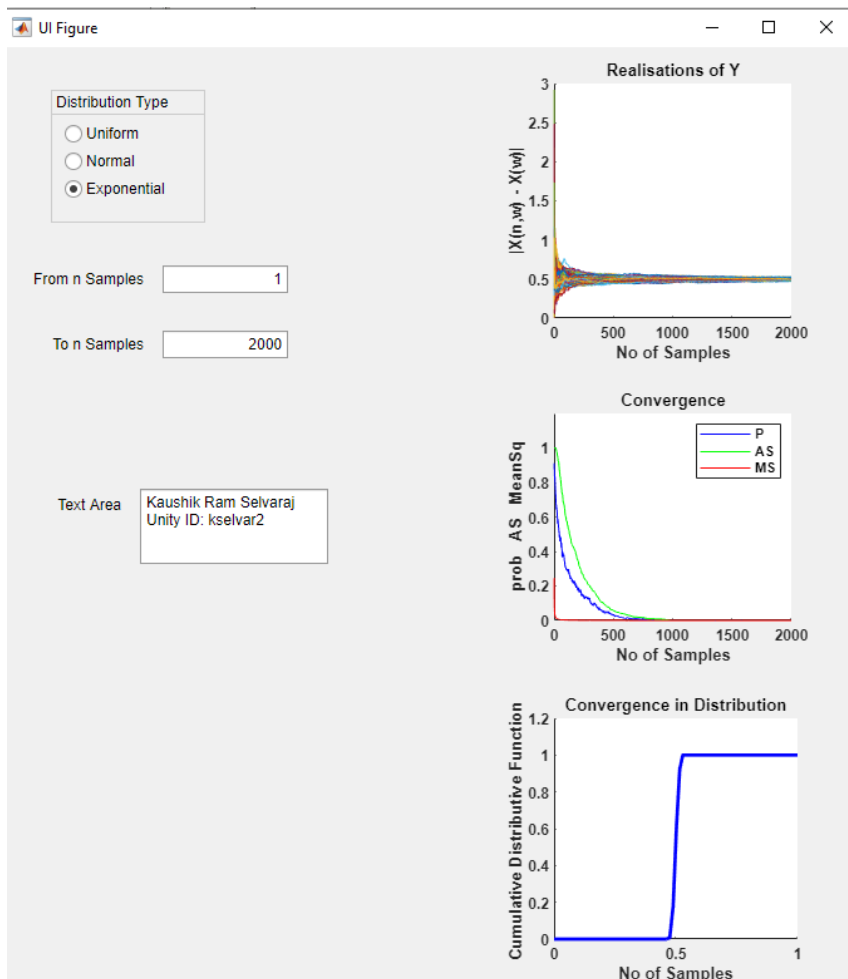 UI Figure
Distribution Type
Uniform
Normal
Exponential
From n Samples
1
To n Samples
2000
Text Area
Kaushik Ram Selvaraj
Unity ID: kselvar2
Realisations of Y
|X(n,w) - X(w)|
3
2.5
2
1.5
1
0.5
0
0
500
1000
1500
2000
No of Samples
Convergence
prob AS MeanSq
1
0.8
0.6
0.4
0.2
0
P
AS
MS
0
500
1000
1500
2000
No of Samples
Convergence in Distribution
Cumulative Distributive Function
1.2
1
0.8
0.6
0.4
0.2
0
0
0.5
1
No of Samples